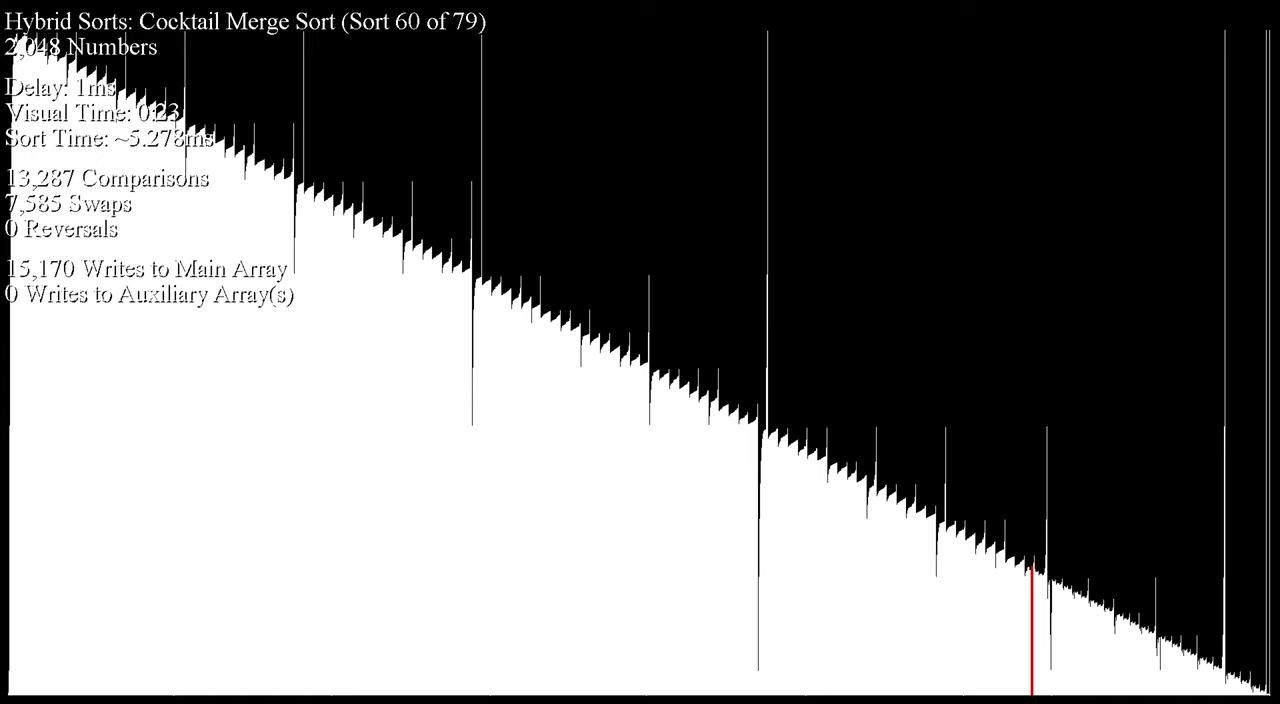 Hybrid Sorts: Cocktail Merge Sort (Sort 60 of 79)
2,048 Numbers
Delay: 1ms
Visual Time: 0:23
Sort Time: ~5.278ms
13,287 Comparisons
7,585 Swaps
0 Reversals
15,170 Writes to Main Array
0 Writes to Auxiliary Array(s)